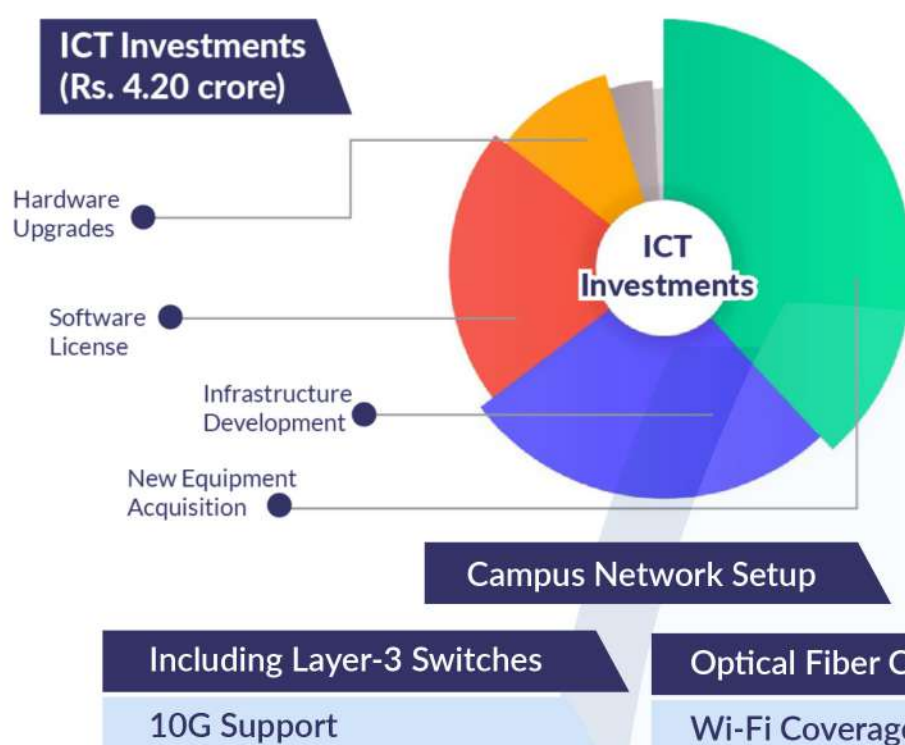 ICT Investments
(Rs. 4.20 crore)
ICT
Investments
Hardware
Upgrades
Software
License
Infrastructure
Development
New Equipment
Acquisition
Campus Network Setup
Including Layer-3 Switches
10G Support
Optical Fiber
Wi-Fi Coverage